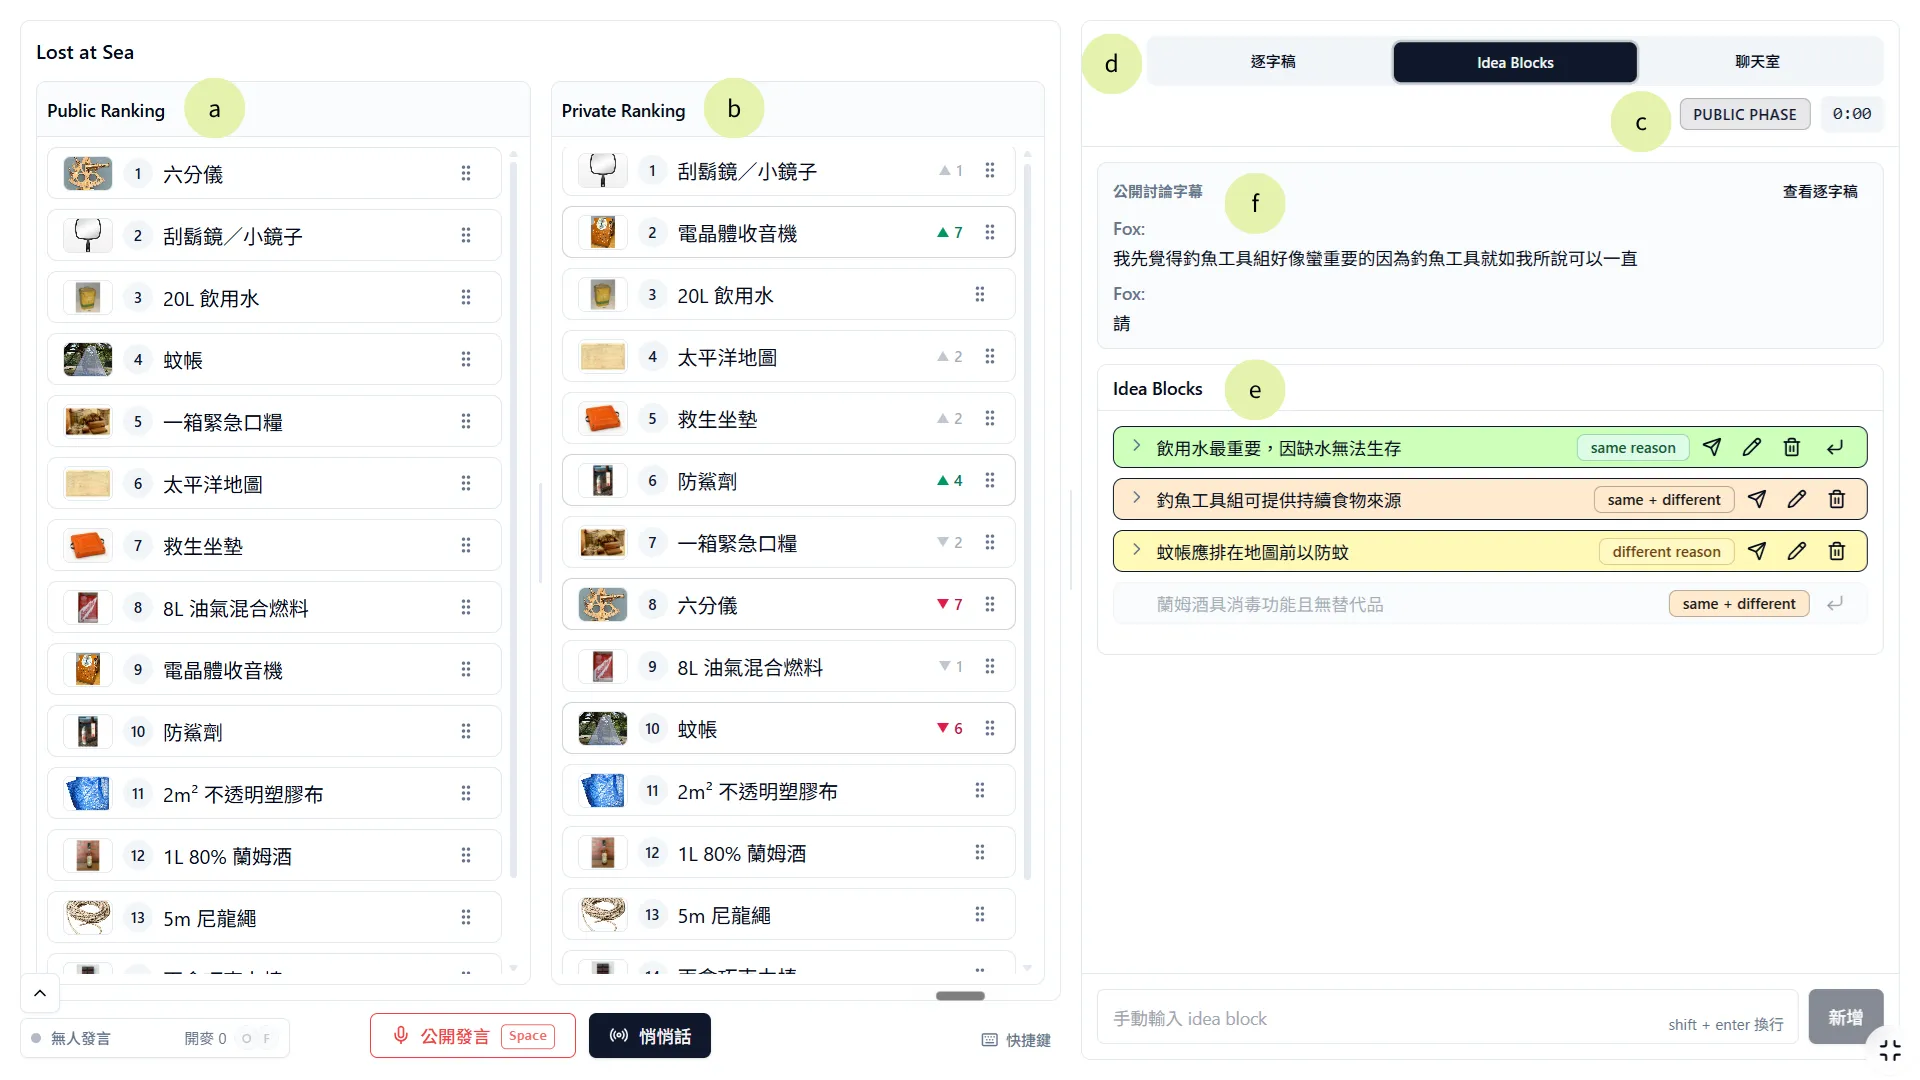 Lost at Sea
Public Ranking
a
1 六分儀
2 刮鬍鏡／小鏡子
3 20L 飲用水
4 蚊帳
5 一箱緊急口糧
6 太平洋地圖
7 救生坐墊
8 8L 油氣混合燃料
9 電晶體收音機
10 防鯊劑
11 2m² 不透明塑膠布
12 1L 80% 蘭姆酒
13 5m 尼龍繩
Private Ranking
b
1 刮鬍鏡／小鏡子 ▲ 1
2 電晶體收音機 ▲ 7
3 20L 飲用水
4 太平洋地圖 ▲ 2
5 救生坐墊 ▲ 2
6 防鯊劑 ▲ 4
7 一箱緊急口糧 ▼ 2
8 六分儀 ▼ 7
9 8L 油氣混合燃料 ▼ 1
10 蚊帳 ▼ 6
11 2m² 不透明塑膠布
12 1L 80% 蘭姆酒
13 5m 尼龍繩
無人發言 開麥 0 O F
公開發言 Space
悄悄話
快捷鍵
d
逐字稿 Idea Blocks 聊天室
c
PUBLIC PHASE 0:00
公開討論字幕
f
查看逐字稿
Fox:
我先覺得釣魚工具組好像蠻重要的因為釣魚工具就如我所說可以一直
Fox:
請
Idea Blocks
e
飲用水最重要，因缺水無法生存 same reason
釣魚工具組可提供持續食物來源 same + different
蚊帳應排在地圖前以防蚊 different reason
蘭姆酒具消毒功能且無替代品 same + different
手動輸入 idea block
shift + enter 換行
新增